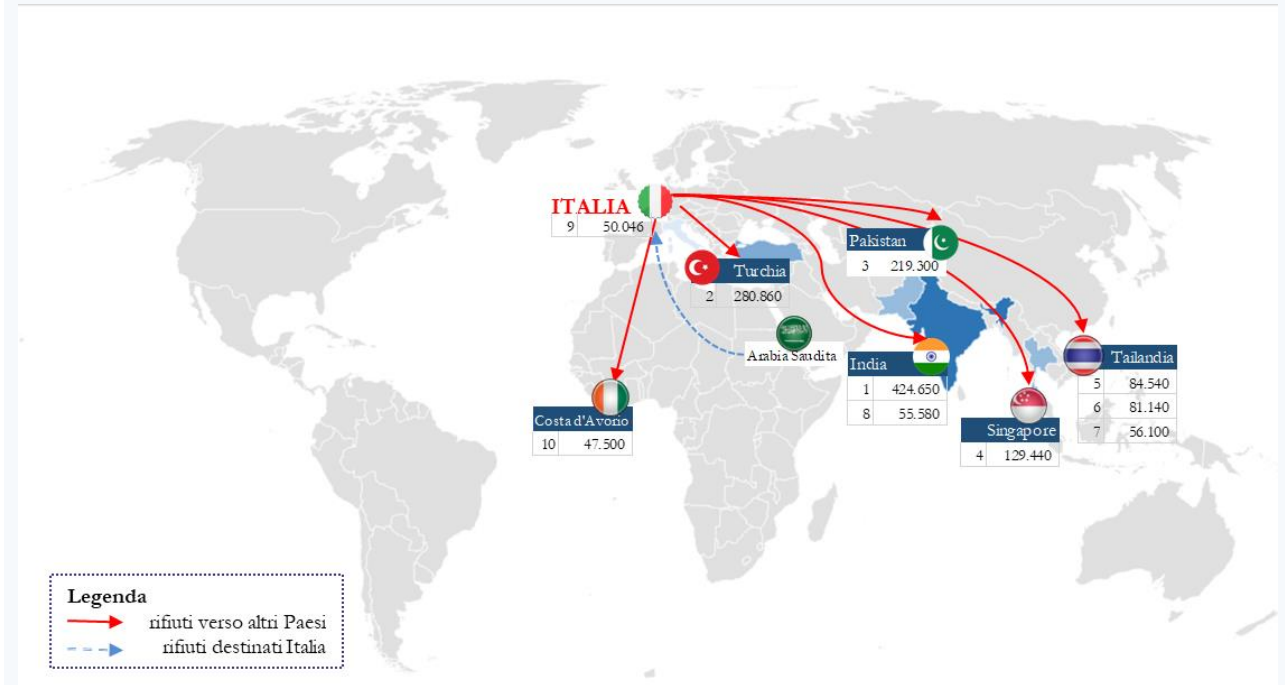 ITALIA
9 50.046
Turchia
2 280.860
Pakistan
3 219.300
Arabia Saudita
India
1 424.650
8 55.580
Tailandia
5 84.540
6 81.140
7 56.100
Singapore
4 129.440
Costa d'Avorio
10 47.500
Legenda
rifiuti verso altri Paesi
rifiuti destinati Italia